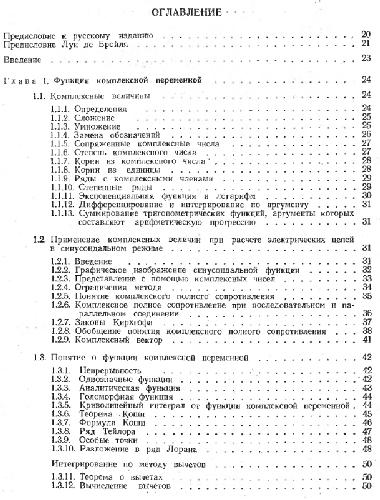 ОГЛАВЛЕНИЕ
Предисловие к русскому изданию 20
Предисловие Луи де Бройля 21
Введение 23
Глава 1. Функции комплексной переменной 24
1.1. Комплексные величины 24
1.1.1. Определения 24
1.1.2. Сложение 25
1.1.3. Умножение 25
1.1.4. Замена обозначений 26
1.1.5. Сопряженные комплексные числа 27
1.1.6. Степень комплексного числа 27
1.1.7. Корни из комплексного числа 28
1.1.8. Корни из единицы 28
1.1.9. Ряды с комплексными членами 29
1.1.10. Степенные ряды 29
1.1.11. Экспоненциальная функция и логарифм 30
1.1.12. Дифференцирование и интегрирование по аргументу 31
1.1.13. Суммирование тригонометрических функций, аргументы которых
составляют арифметическую прогрессию 31
1.2. Применение комплексных величин при расчете электрических цепей
в синусоидальном режиме 31
1.2.1. Введение 31
1.2.2. Графическое изображение синусоидальной функции 32
1.2.3. Представление с помощью комплексных чисел 33
1.2.4. Ограничения метода 34
1.2.5. Понятие комплексного полного сопротивления 35
1.2.6. Комплексное полное сопротивление при последовательном и па-
раллельном соединении 36
1.2.7. Законы Кирхгофа 37
1.2.8. Обобщение понятия комплексного полного сопротивления 38
1.2.9. Комплексный вектор 41
1.3. Понятие о функции комплексной переменной 42
1.3.1. Непрерывность 42
1.3.2. Однозначные функции 42
1.3.3. Аналитическая функция 43
1.3.4. Голоморфная функция 44
1.3.5. Криволинейный интеграл от функции комплексной переменной 44
1.3.6. Теорема Коши 45
1.3.7. Формула Коши 46
1.3.8. Ряд Тейлора 47
1.3.9. Особые точки 48
1.3.10. Разложение в ряд Лорана 48
Интегрирование по методу вычетов 50
1.3.11. Теорема о вычетах 50
1.3.12. Вычисление вычетов 50